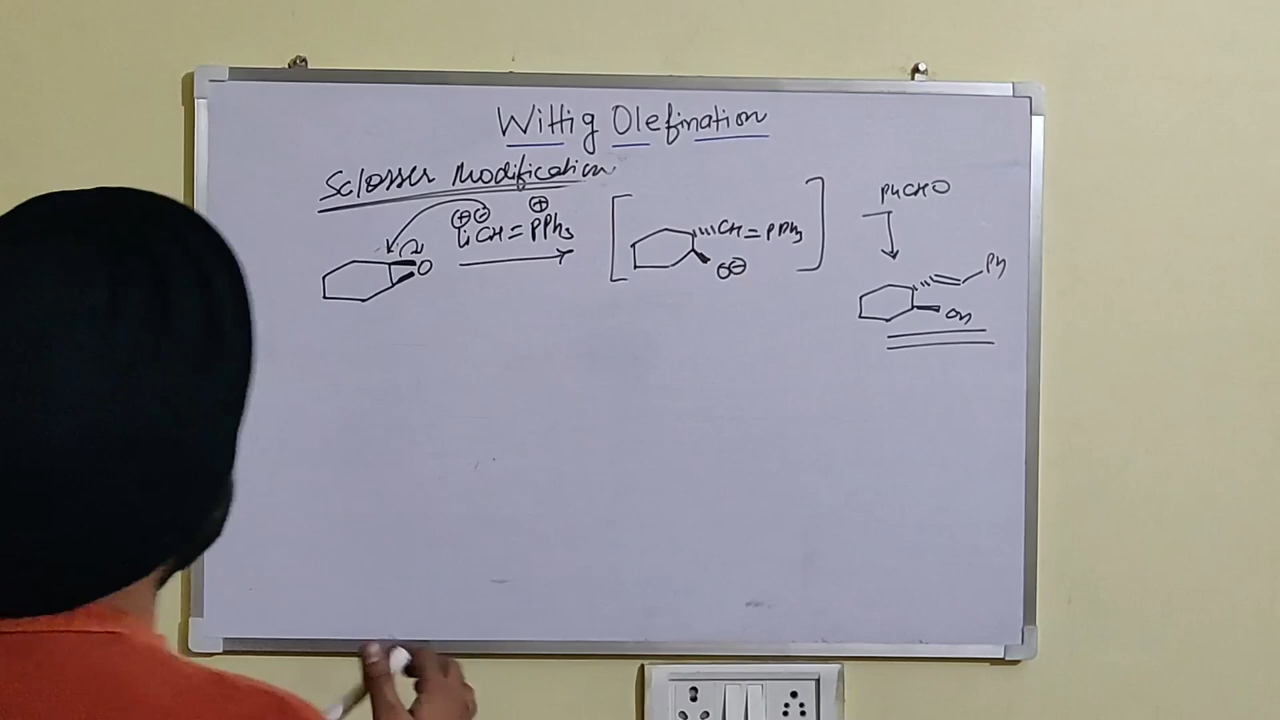 Wittig Olefination
Sclosser Modification
⊕ ⊖ ⊕
LiCH=PPh₃
O
CH=PPh₃
O⊖
PhCHO
Ph
OH